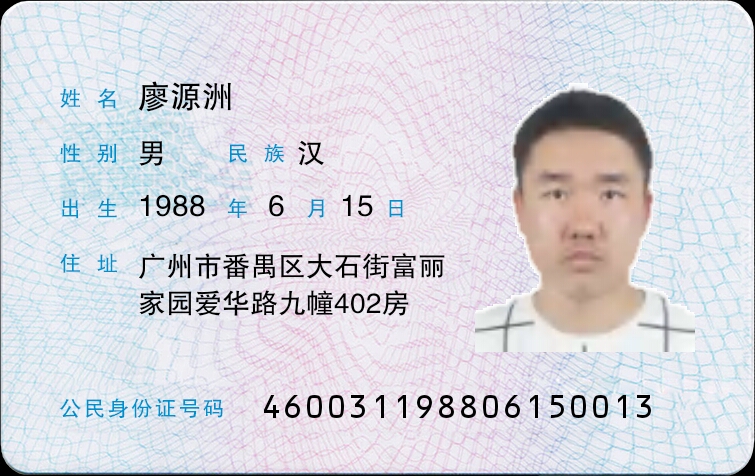 姓名 廖源洲
性别 男 民族 汉
出生 1988 年 6 月 15 日
住址 广州市番禺区大石街富丽
家园爱华路九幢402房
公民身份证号码 460031198806150013